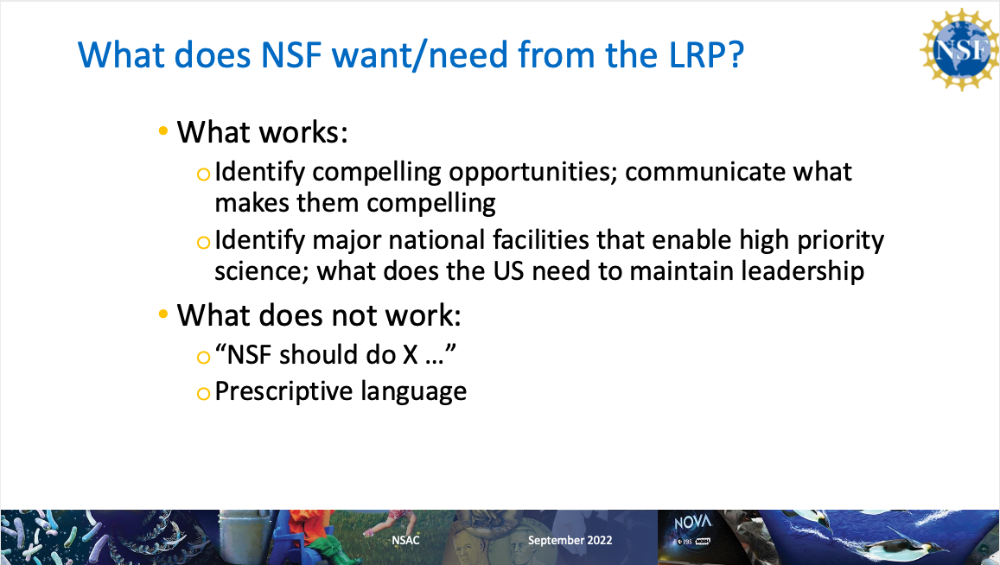 What does NSF want/need from the LRP?
NSF
• What works:
o Identify compelling opportunities; communicate what
makes them compelling
o Identify major national facilities that enable high priority
science; what does the US need to maintain leadership
• What does not work:
o “NSF should do X …”
o Prescriptive language
NSAC
September 2022
NOVA
PBS